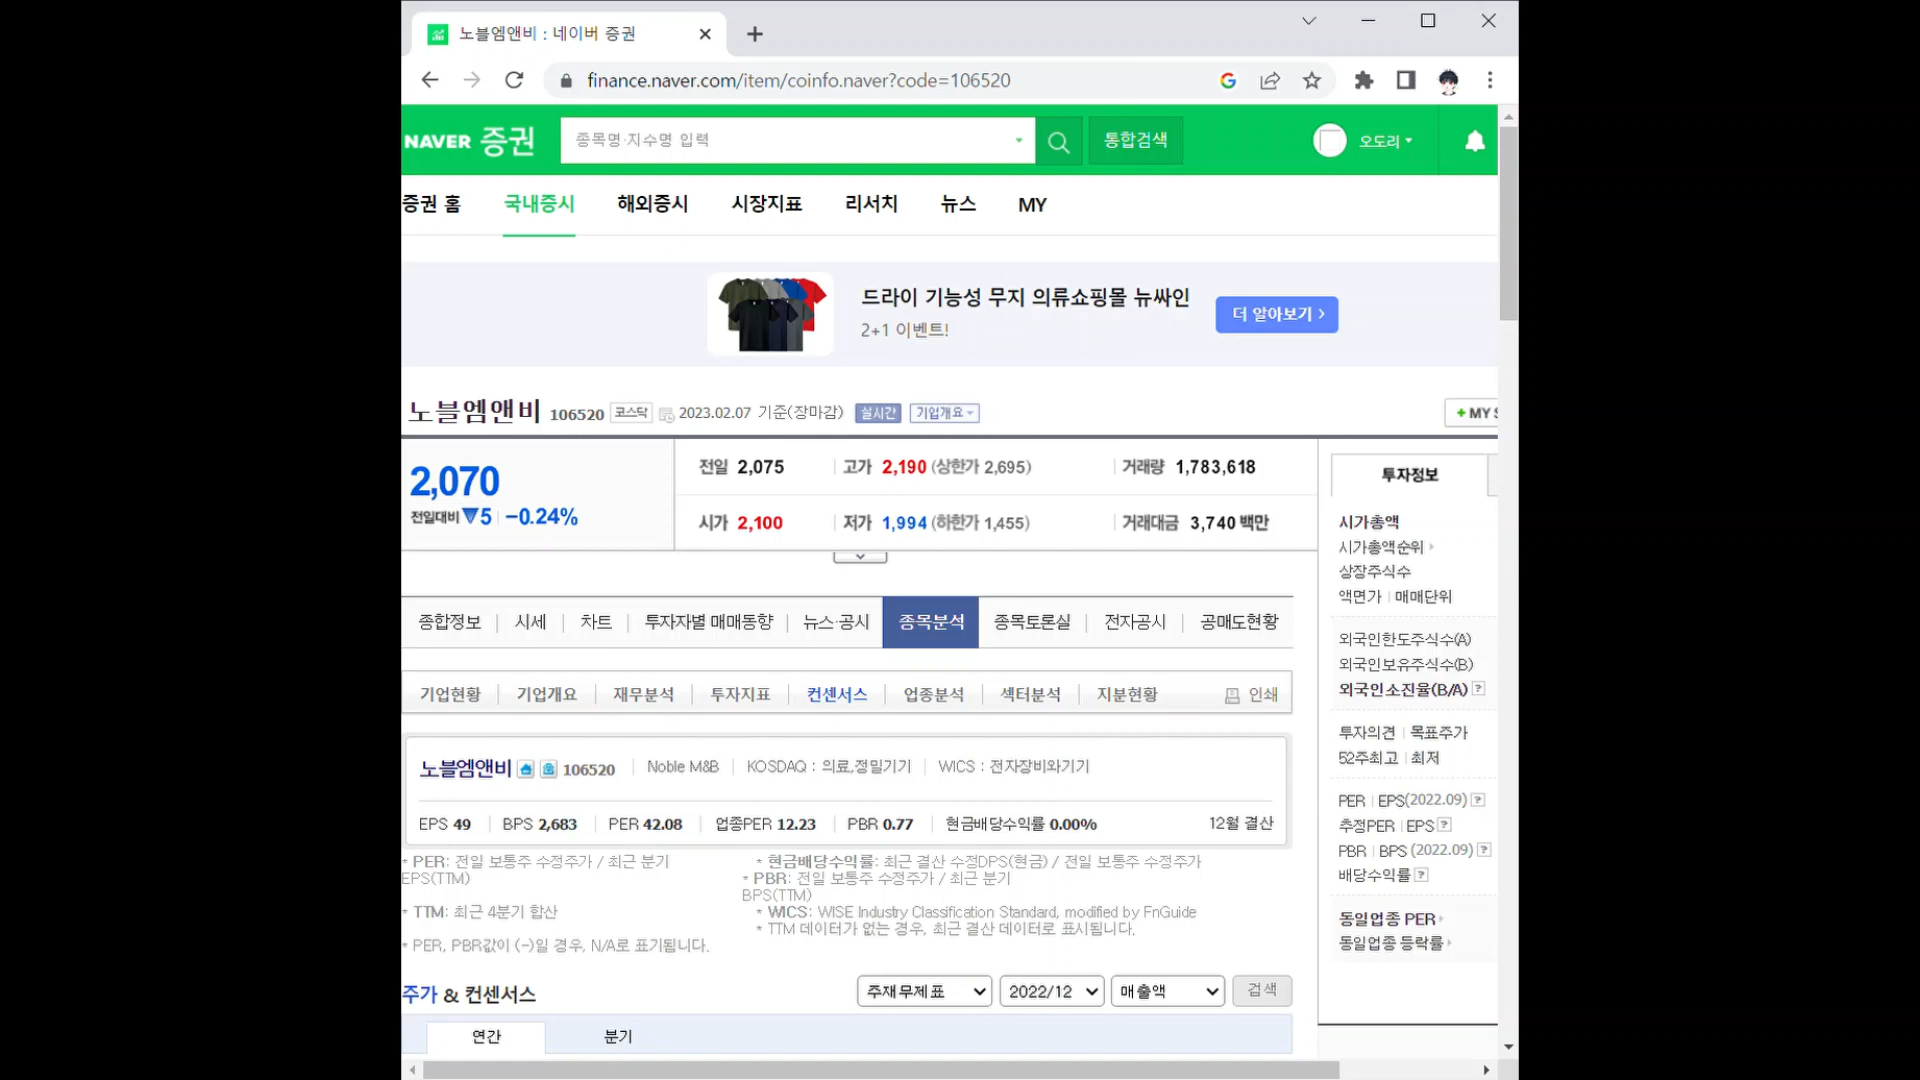 노블엠앤비 : 네이버 증권
finance.naver.com/item/coinfo.naver?code=106520
NAVER 증권 종목명·지수명 입력 통합검색 오도리
증권 홈 국내증시 해외증시 시장지표 리서치 뉴스 MY
드라이 기능성 무지 의류쇼핑몰 뉴싸인
2+1 이벤트!
더 알아보기
노블엠앤비 106520 코스닥 2023.02.07 기준(장마감) 실시간 기업개요 + MY
2,070
전일대비 ▼5 -0.24%
전일 2,075 고가 2,190 (상한가 2,695) 거래량 1,783,618
시가 2,100 저가 1,994 (하한가 1,455) 거래대금 3,740 백만
종합정보 시세 차트 투자자별 매매동향 뉴스·공시 종목분석 종목토론실 전자공시 공매도현황
기업현황 기업개요 재무분석 투자지표 컨센서스 업종분석 섹터분석 지분현황 인쇄
노블엠앤비 106520 Noble M&B KOSDAQ : 의료,정밀기기 WICS : 전자장비와기기
EPS 49 BPS 2,683 PER 42.08 업종PER 12.23 PBR 0.77 현금배당수익률 0.00% 12월 결산
* PER: 전일 보통주 수정주가 / 최근 분기
EPS(TTM)
* 현금배당수익률: 최근 결산 수정DPS(현금) / 전일 보통주 수정주가
* PBR: 전일 보통주 수정주가 / 최근 분기
BPS(TTM)
* TTM: 최근 4분기 합산
* WICS: WISE Industry Classification Standard, modified by FnGuide
* TTM 데이터가 없는 경우, 최근 결산 데이터로 표시됩니다.
* PER, PBR값이 (-)일 경우, N/A로 표기됩니다.
주가 & 컨센서스 주재무제표 2022/12 매출액 검색
연간 분기
투자정보
시가총액
시가총액순위
상장주식수
액면가 매매단위
외국인한도주식수(A)
외국인보유주식수(B)
외국인소진율(B/A) ?
투자의견 목표주가
52주최고 최저
PER EPS(2022.09) ?
추정PER EPS ?
PBR BPS (2022.09) ?
배당수익률 ?
동일업종 PER
동일업종 등락률